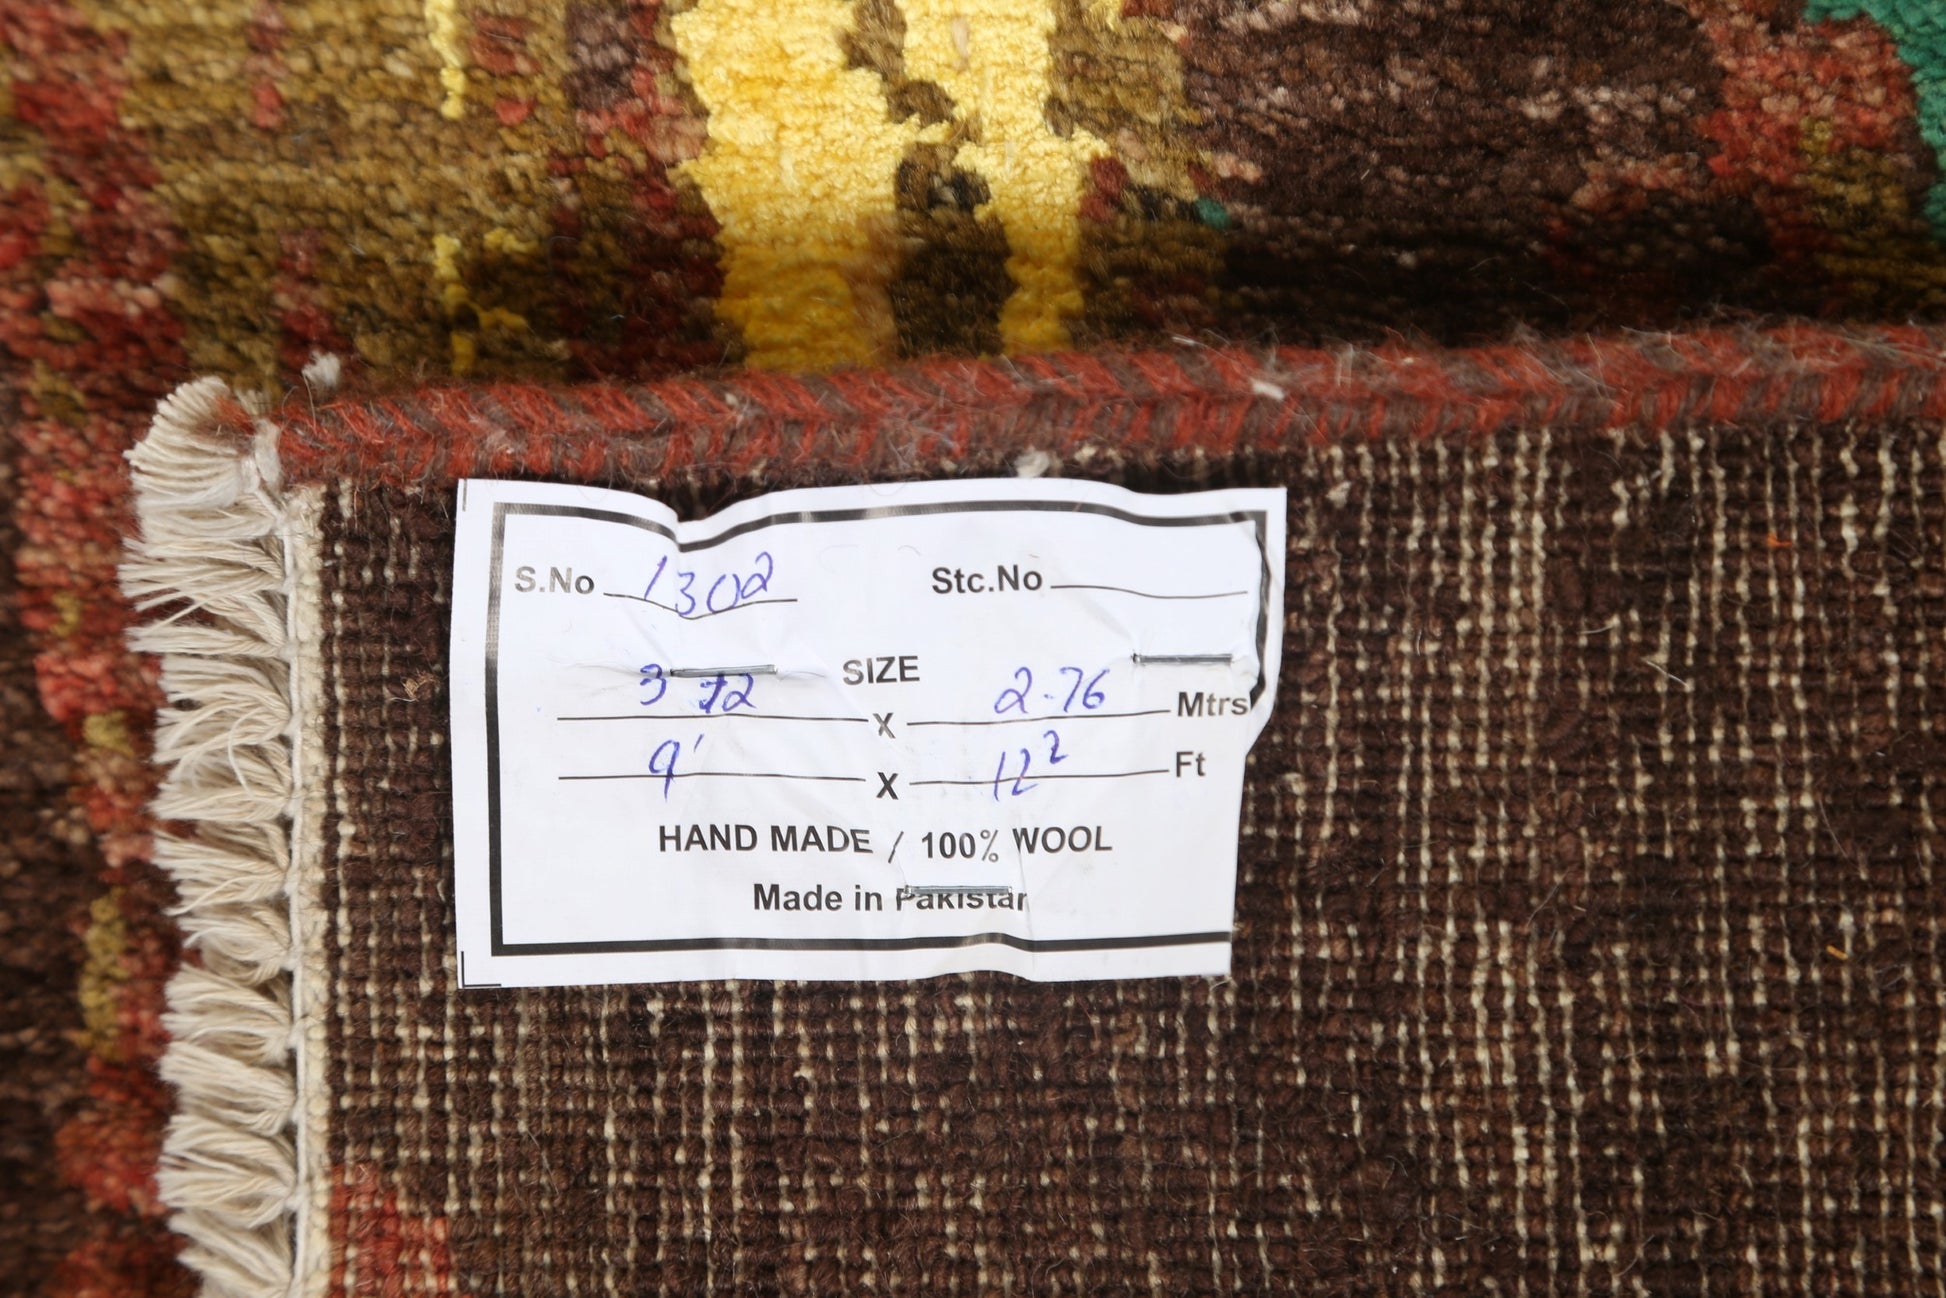 S.No 1302 Stc.No
SIZE
3 72 X 2.76 Mtrs
9' X 12² Ft
HAND MADE / 100% WOOL
Made in Pakistan